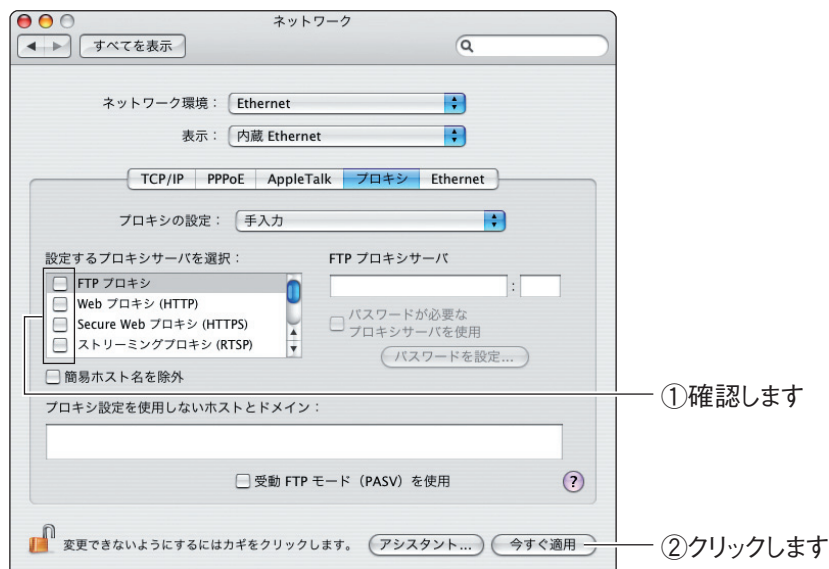 ネットワーク
すべてを表示
ネットワーク環境： Ethernet
表示： 内蔵 Ethernet
TCP/IP PPPoE AppleTalk プロキシ Ethernet
プロキシの設定： 手入力
設定するプロキシサーバを選択： FTP プロキシサーバ
FTP プロキシ
:
Web プロキシ (HTTP)
パスワードが必要な
Secure Web プロキシ (HTTPS)
プロキシサーバを使用
ストリーミングプロキシ (RTSP)
パスワードを設定...
簡易ホスト名を除外
①確認します
プロキシ設定を使用しないホストとドメイン：
受動 FTP モード（PASV）を使用 ?
変更できないようにするにはカギをクリックします。 アシスタント... 今すぐ適用
②クリックします